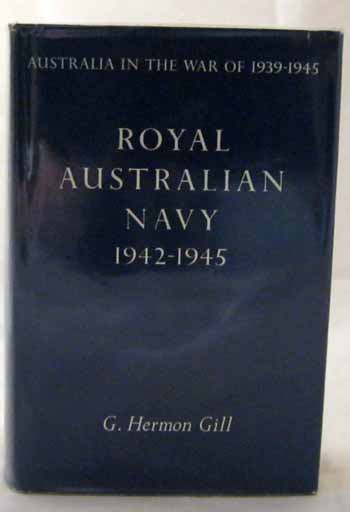 AUSTRALIA IN THE WAR OF 1939-1945
ROYAL
AUSTRALIAN
NAVY
1942-1945
G. Hermon Gill